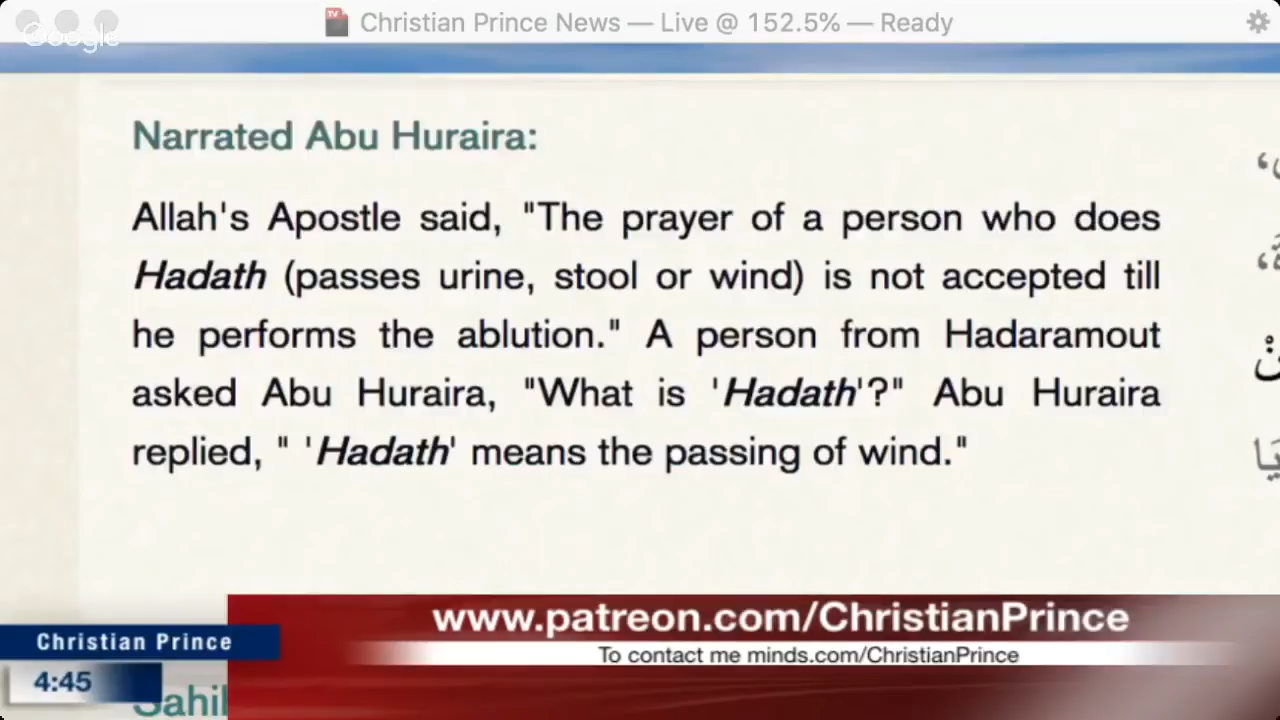 Google
Christian Prince News — Live @ 152.5% — Ready
Narrated Abu Huraira:
Allah's Apostle said, "The prayer of a person who does
Hadath (passes urine, stool or wind) is not accepted till
he performs the ablution." A person from Hadaramout
asked Abu Huraira, "What is 'Hadath'?" Abu Huraira
replied, " 'Hadath' means the passing of wind."
www.patreon.com/ChristianPrince
Christian Prince
To contact me minds.com/ChristianPrince
4:45